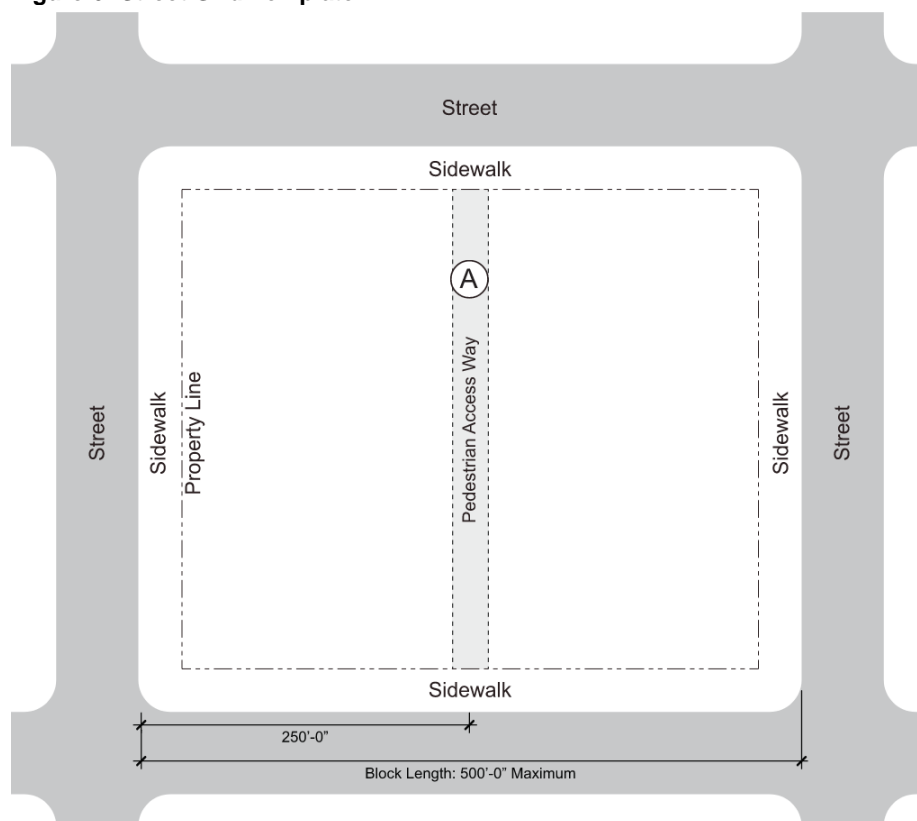 Street
Sidewalk
A
Pedestrian Access Way
Street
Sidewalk
Property Line
Sidewalk
Street
Sidewalk
250'-0”
Block Length: 500'-0” Maximum